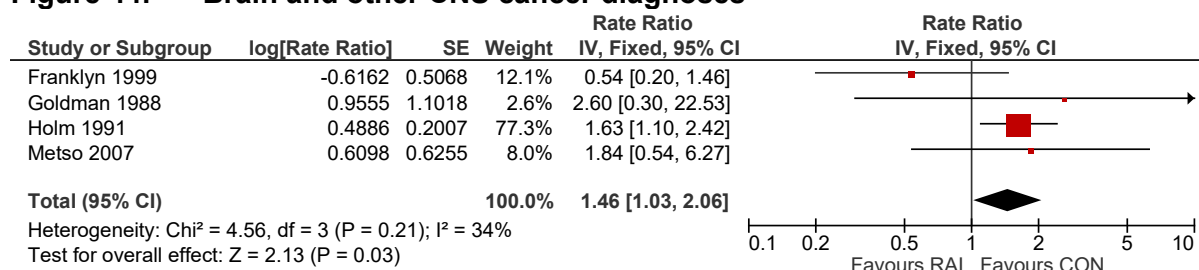 Figure 44: Brain and other CNS cancer diagnoses
Rate Ratio Rate Ratio
Study or Subgroup log[Rate Ratio] SE Weight IV, Fixed, 95% CI IV, Fixed, 95% CI
Franklyn 1999 -0.6162 0.5068 12.1% 0.54 [0.20, 1.46]
Goldman 1988 0.9555 1.1018 2.6% 2.60 [0.30, 22.53]
Holm 1991 0.4886 0.2007 77.3% 1.63 [1.10, 2.42]
Metso 2007 0.6098 0.6255 8.0% 1.84 [0.54, 6.27]
Total (95% CI) 100.0% 1.46 [1.03, 2.06]
Heterogeneity: Chi² = 4.56, df = 3 (P = 0.21); I² = 34%
Test for overall effect: Z = 2.13 (P = 0.03)
0.1 0.2 0.5 1 2 5 10
Favours RAI Favours CON